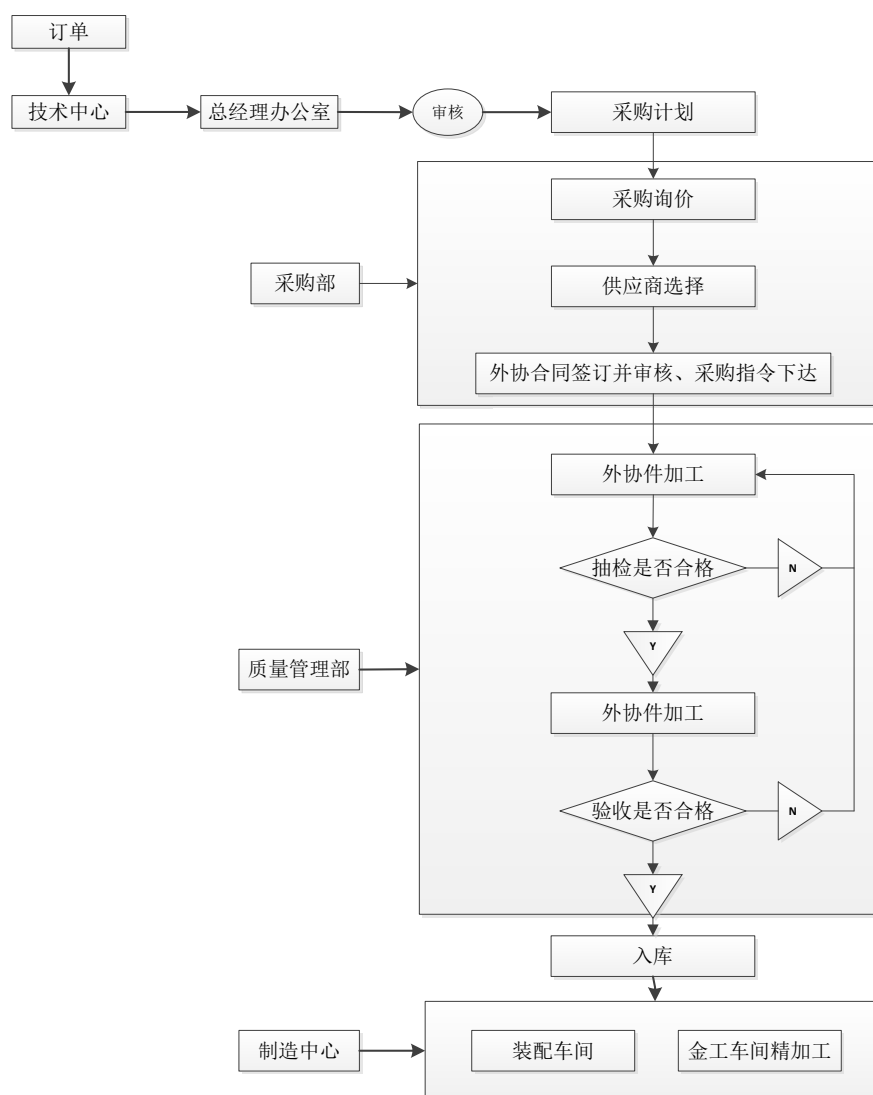 订单
技术中心
总经理办公室
审核
采购计划
采购询价
采购部
供应商选择
外协合同签订并审核、采购指令下达
外协件加工
抽检是否合格
N
Y
质量管理部
外协件加工
验收是否合格
N
Y
入库
制造中心
装配车间
金工车间精加工